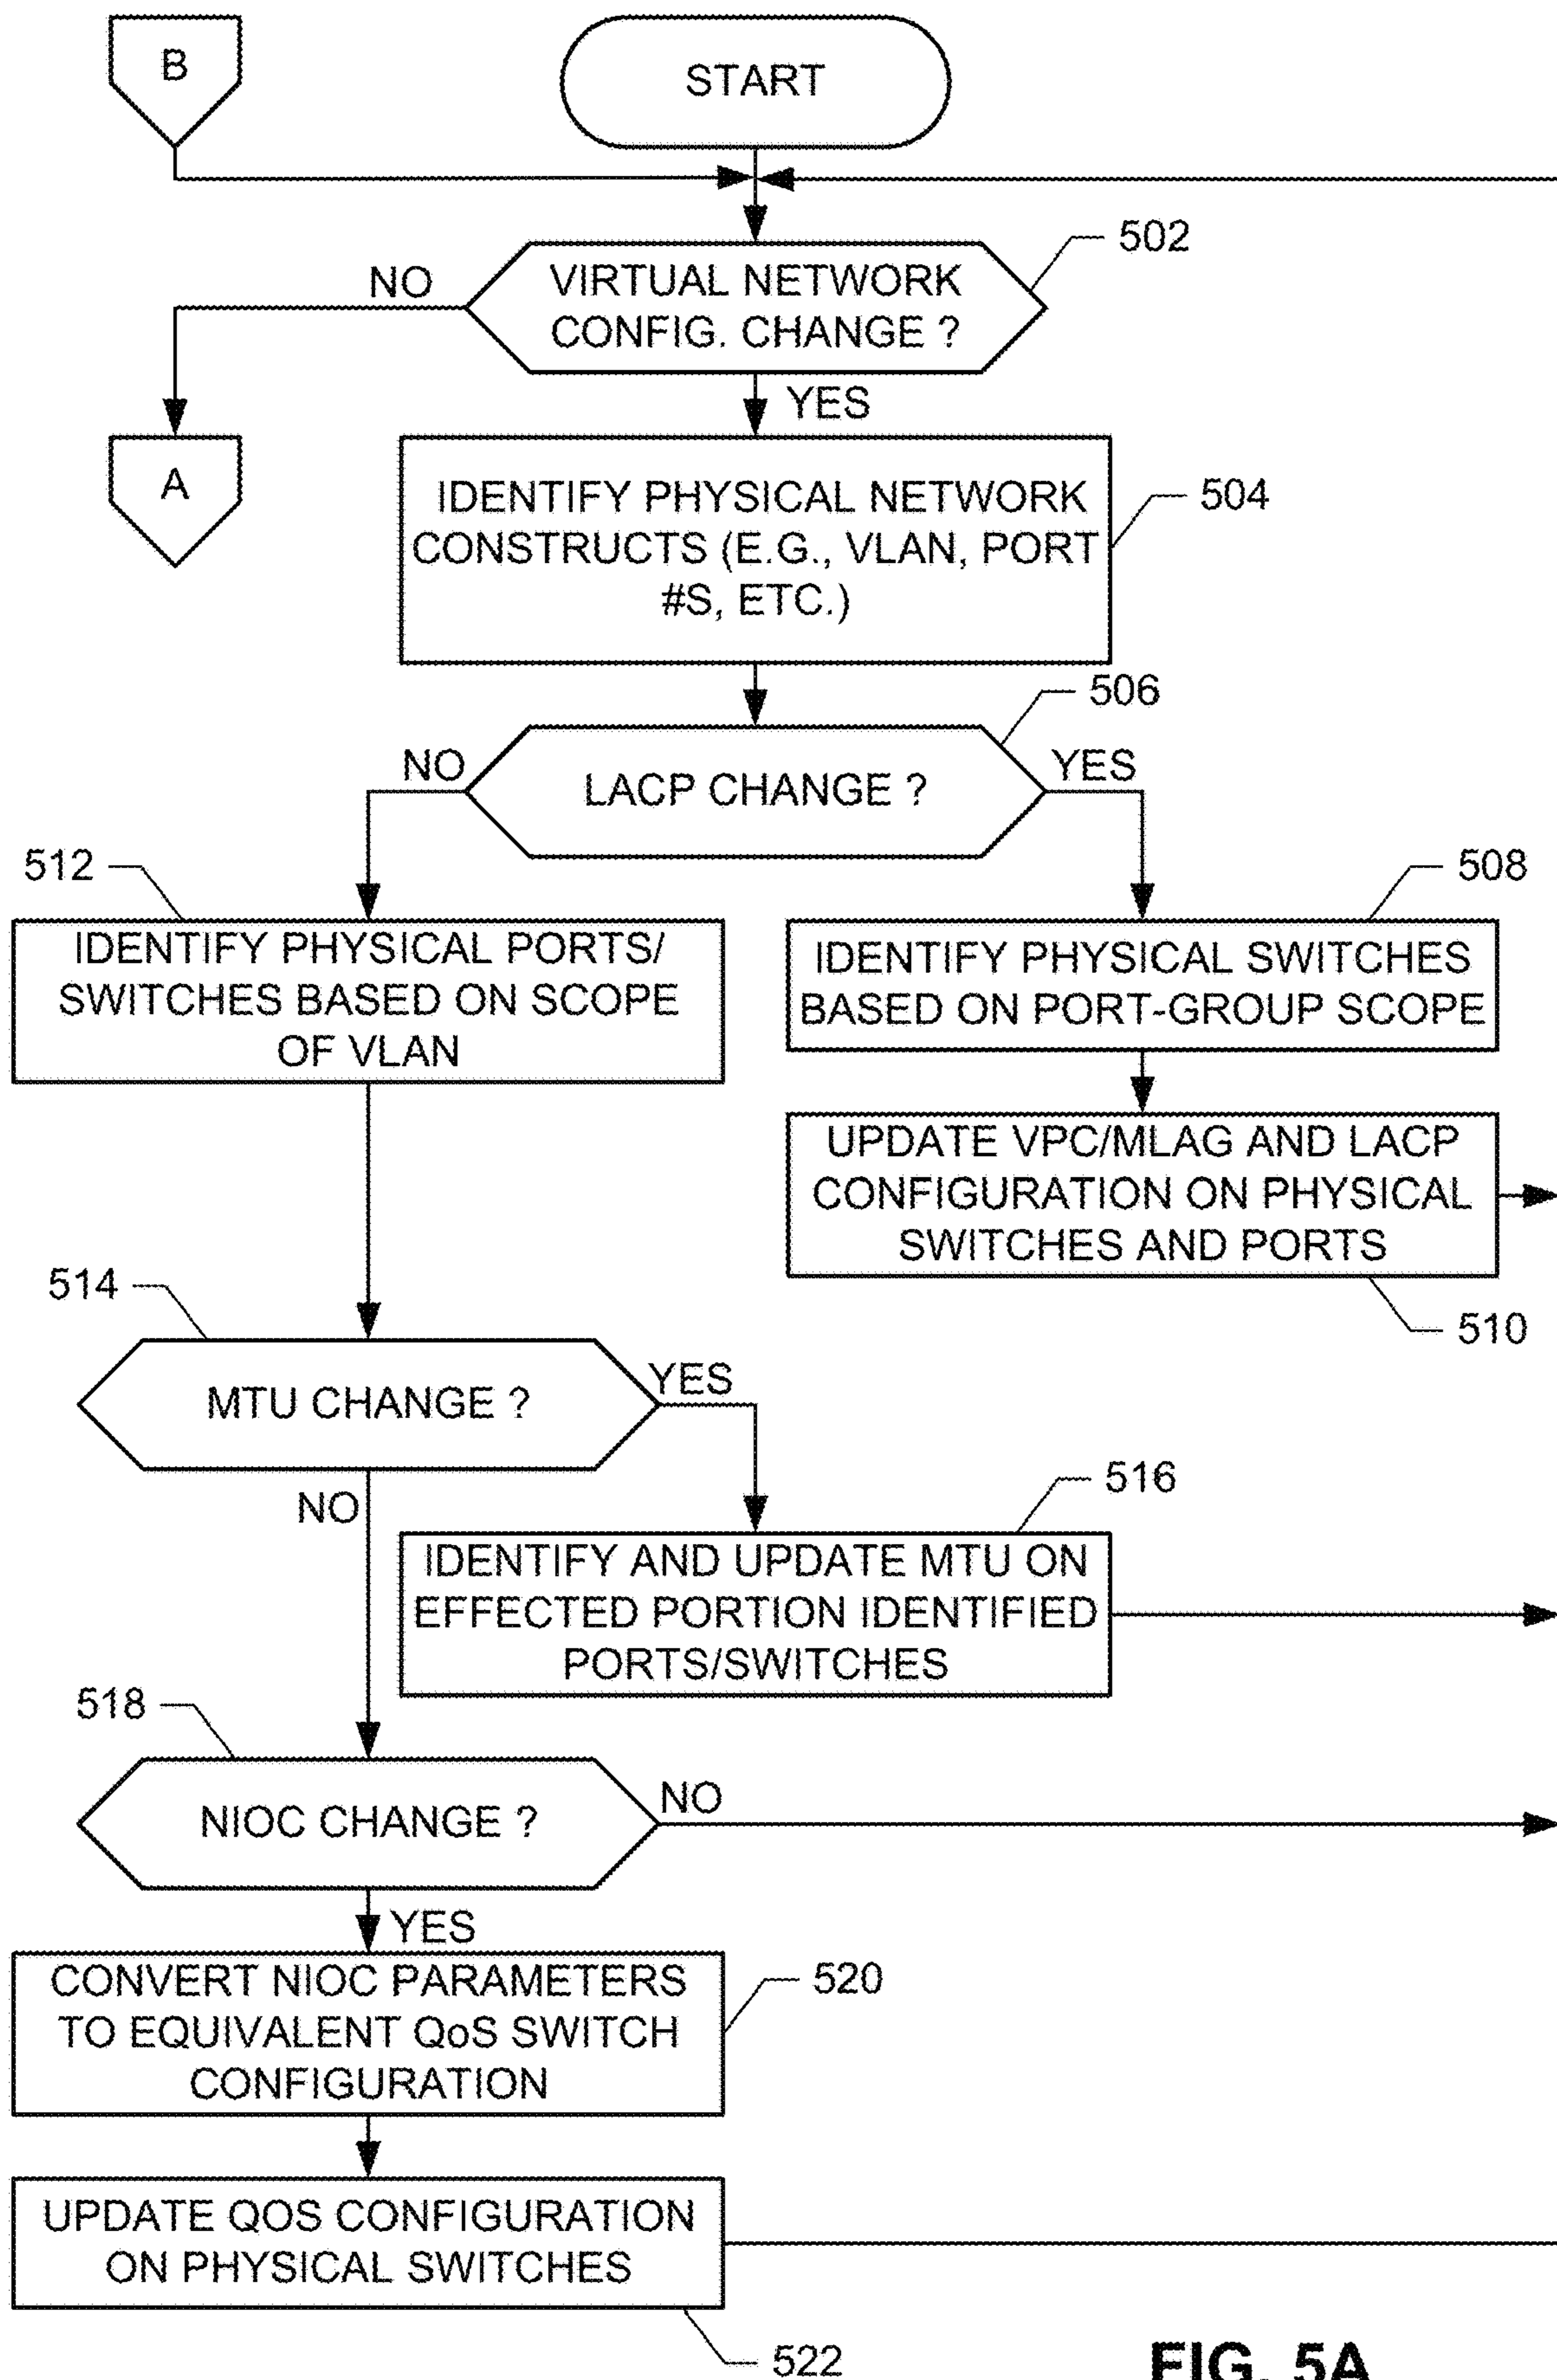 B
START
502
NO
VIRTUAL NETWORK
CONFIG. CHANGE ?
YES
A
IDENTIFY PHYSICAL NETWORK
CONSTRUCTS (E.G., VLAN, PORT
#S, ETC.)
504
506
NO
LACP CHANGE ?
YES
512
IDENTIFY PHYSICAL PORTS/
SWITCHES BASED ON SCOPE
OF VLAN
508
IDENTIFY PHYSICAL SWITCHES
BASED ON PORT-GROUP SCOPE
UPDATE VPC/MLAG AND LACP
CONFIGURATION ON PHYSICAL
SWITCHES AND PORTS
510
514
MTU CHANGE ?
YES
NO
516
IDENTIFY AND UPDATE MTU ON
EFFECTED PORTION IDENTIFIED
PORTS/SWITCHES
518
NIOC CHANGE ?
NO
YES
CONVERT NIOC PARAMETERS
TO EQUIVALENT QoS SWITCH
CONFIGURATION
520
UPDATE QOS CONFIGURATION
ON PHYSICAL SWITCHES
522
FIG. 5A